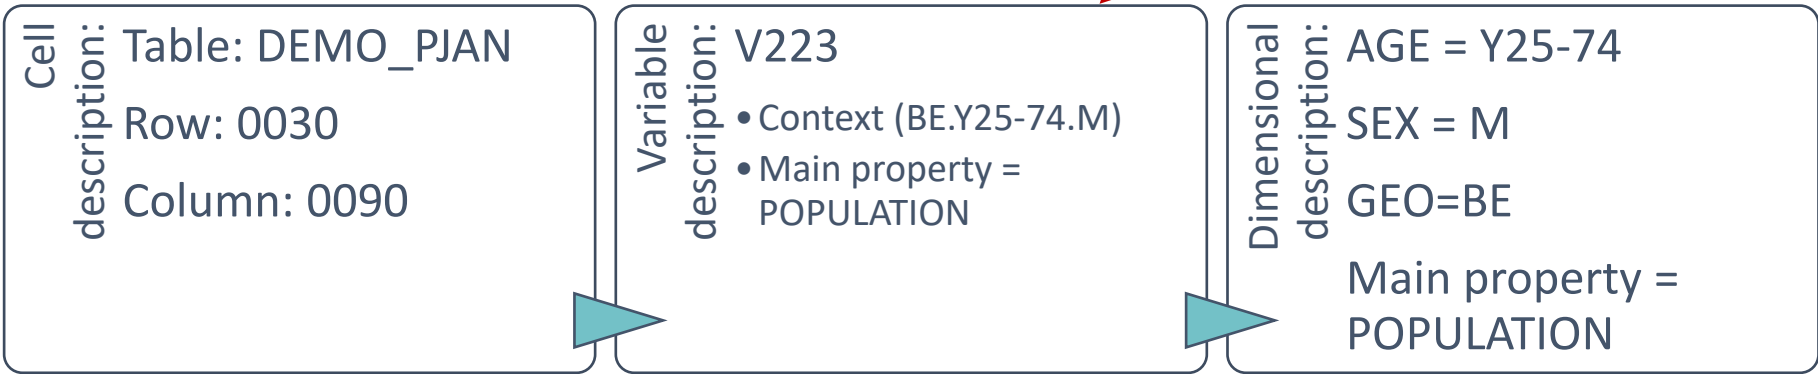 Cell
description:
Table: DEMO_PJAN
Row: 0030
Column: 0090
Variable
description:
V223
• Context (BE.Y25-74.M)
• Main property =
POPULATION
Dimensional
description:
AGE = Y25-74
SEX = M
GEO=BE
Main property =
POPULATION